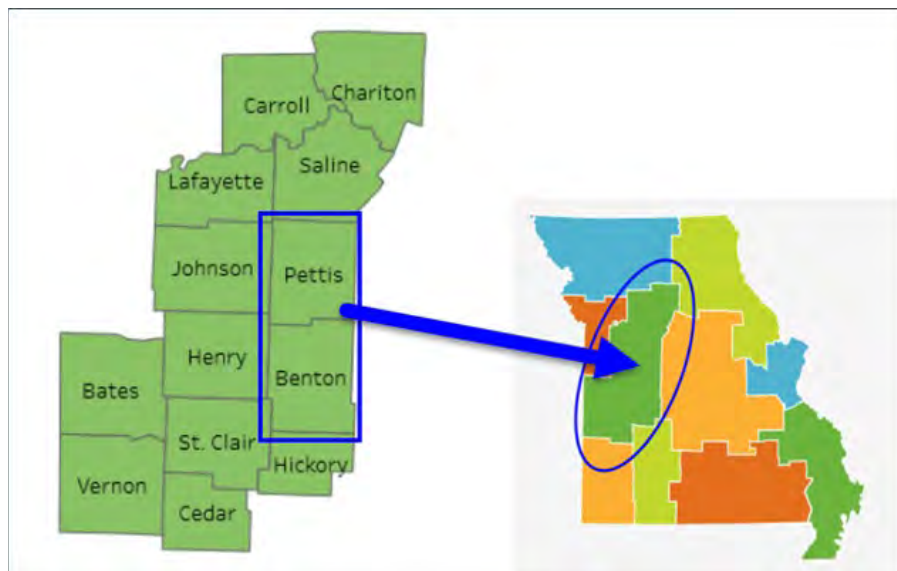 Chariton
Carroll
Saline
Lafayette
Johnson
Pettis
Henry
Benton
Bates
St. Clair
Hickory
Vernon
Cedar